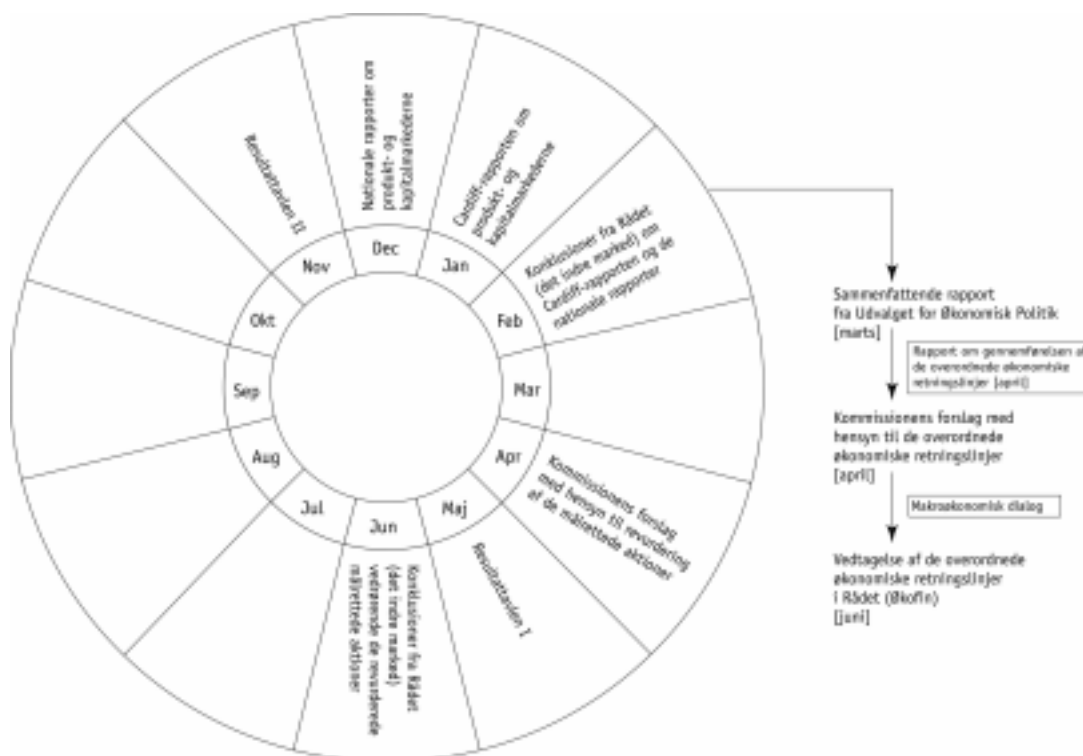 Nationale rapporter om
produkt- og
kapitalmarkederne
Cardiff-rapporten om
produkt- og
kapitalmarkederne
Konklusioner fra Rådet
(det indre marked) om
Cardiff-rapporten og de
nationale rapporter
Kommissionens forslag
med hensyn til revurdering
af de målrettede aktioner
Resultattavlen I
Konklusioner fra Rådet
(det indre marked)
vedrørende de revurderede
målrettede aktioner
Resultattavlen II
Dec
Jan
Feb
Mar
Apr
Maj
Jun
Jul
Aug
Sep
Okt
Nov
Sammenfattende rapport
fra Udvalget for Økonomisk Politik
[marts]
Rapport om gennemførelsen af
de overordnede økonomiske
retningslinjer [april]
Kommissionens forslag med
hensyn til de overordnede
økonomiske retningslinjer
[april]
Makroøkonomisk dialog
Vedtagelse af de overordnede
økonomiske retningslinjer
i Rådet (Økofin)
[juni]